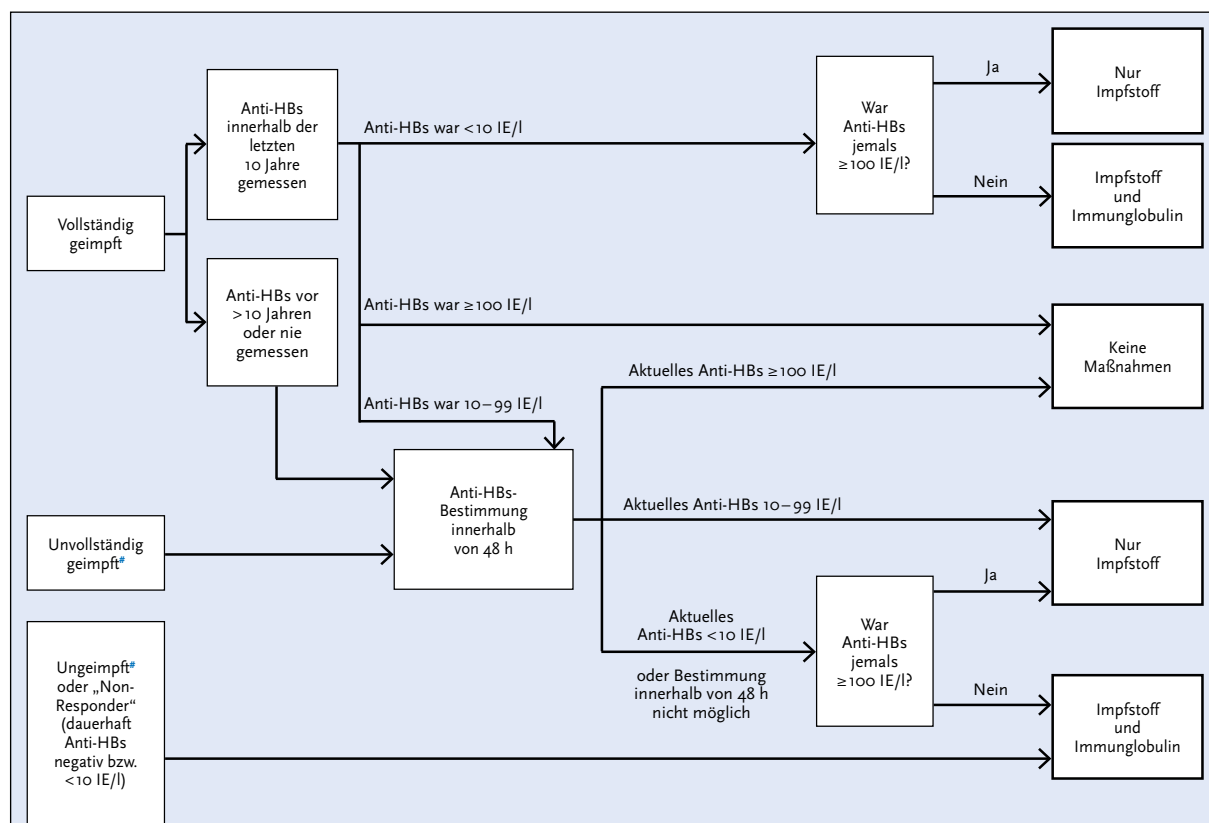 Anti-HBs
innerhalb der
letzten
10 Jahre
gemessen
Anti-HBs war <10 IE/l
War
Anti-HBs
jemals
≥100 IE/l?
Ja
Nur
Impfstoff
Nein
Impfstoff
und
Immunglobulin
Vollständig
geimpft
Anti-HBs vor
>10 Jahren
oder nie
gemessen
Anti-HBs war ≥100 IE/l
Keine
Maßnahmen
Aktuelles Anti-HBs ≥100 IE/l
Anti-HBs war 10–99 IE/l
Anti-HBs-
Bestimmung
innerhalb
von 48 h
Aktuelles Anti-HBs 10–99 IE/l
Nur
Impfstoff
Unvollständig
geimpft#
Aktuelles
Anti-HBs <10 IE/l
oder Bestimmung
innerhalb von 48 h
nicht möglich
War
Anti-HBs
jemals
≥100 IE/l?
Ja
Nein
Impfstoff
und
Immunglobulin
Ungeimpft#
oder „Non-
Responder“
(dauerhaft
Anti-HBs
negativ bzw.
<10 IE/l)